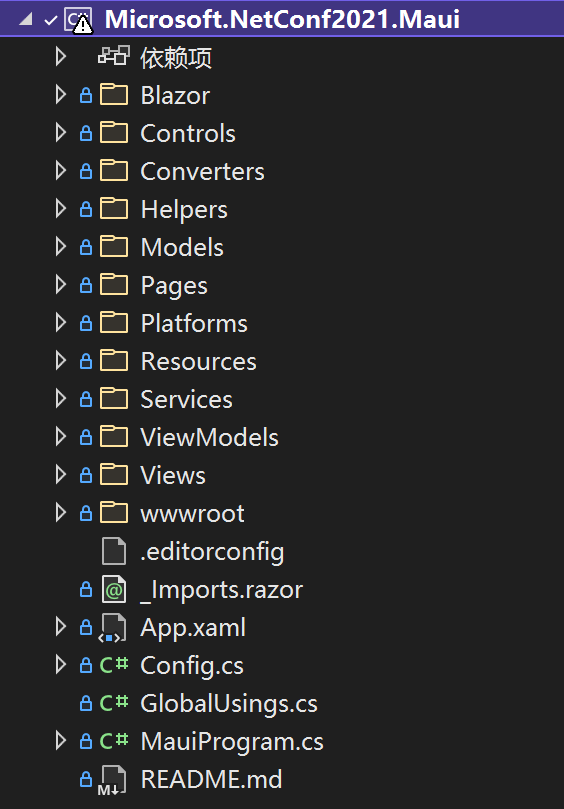 Microsoft.NetConf2021.Maui
依赖项
Blazor
Controls
Converters
Helpers
Models
Pages
Platforms
Resources
Services
ViewModels
Views
wwwroot
.editorconfig
_Imports.razor
App.xaml
C# Config.cs
C# GlobalUsings.cs
C# MauiProgram.cs
M↓ README.md